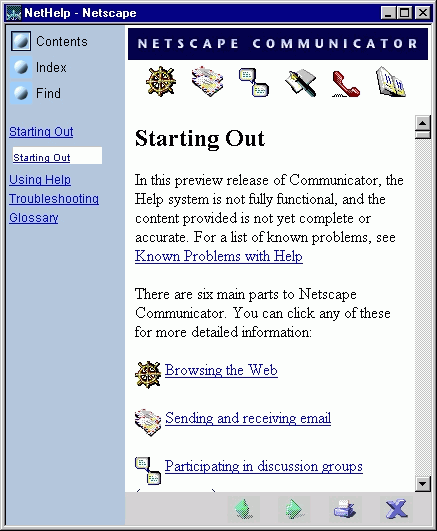 NetHelp - Netscape
Contents
Index
Find
Starting Out
Starting Out
Using Help
Troubleshooting
Glossary
NETSCAPE COMMUNICATOR
Starting Out
In this preview release of Communicator, the
Help system is not fully functional, and the
content provided is not yet complete or
accurate. For a list of known problems, see
Known Problems with Help
There are six main parts to Netscape
Communicator. You can click any of these
for more detailed information:
Browsing the Web
Sending and receiving email
Participating in discussion groups